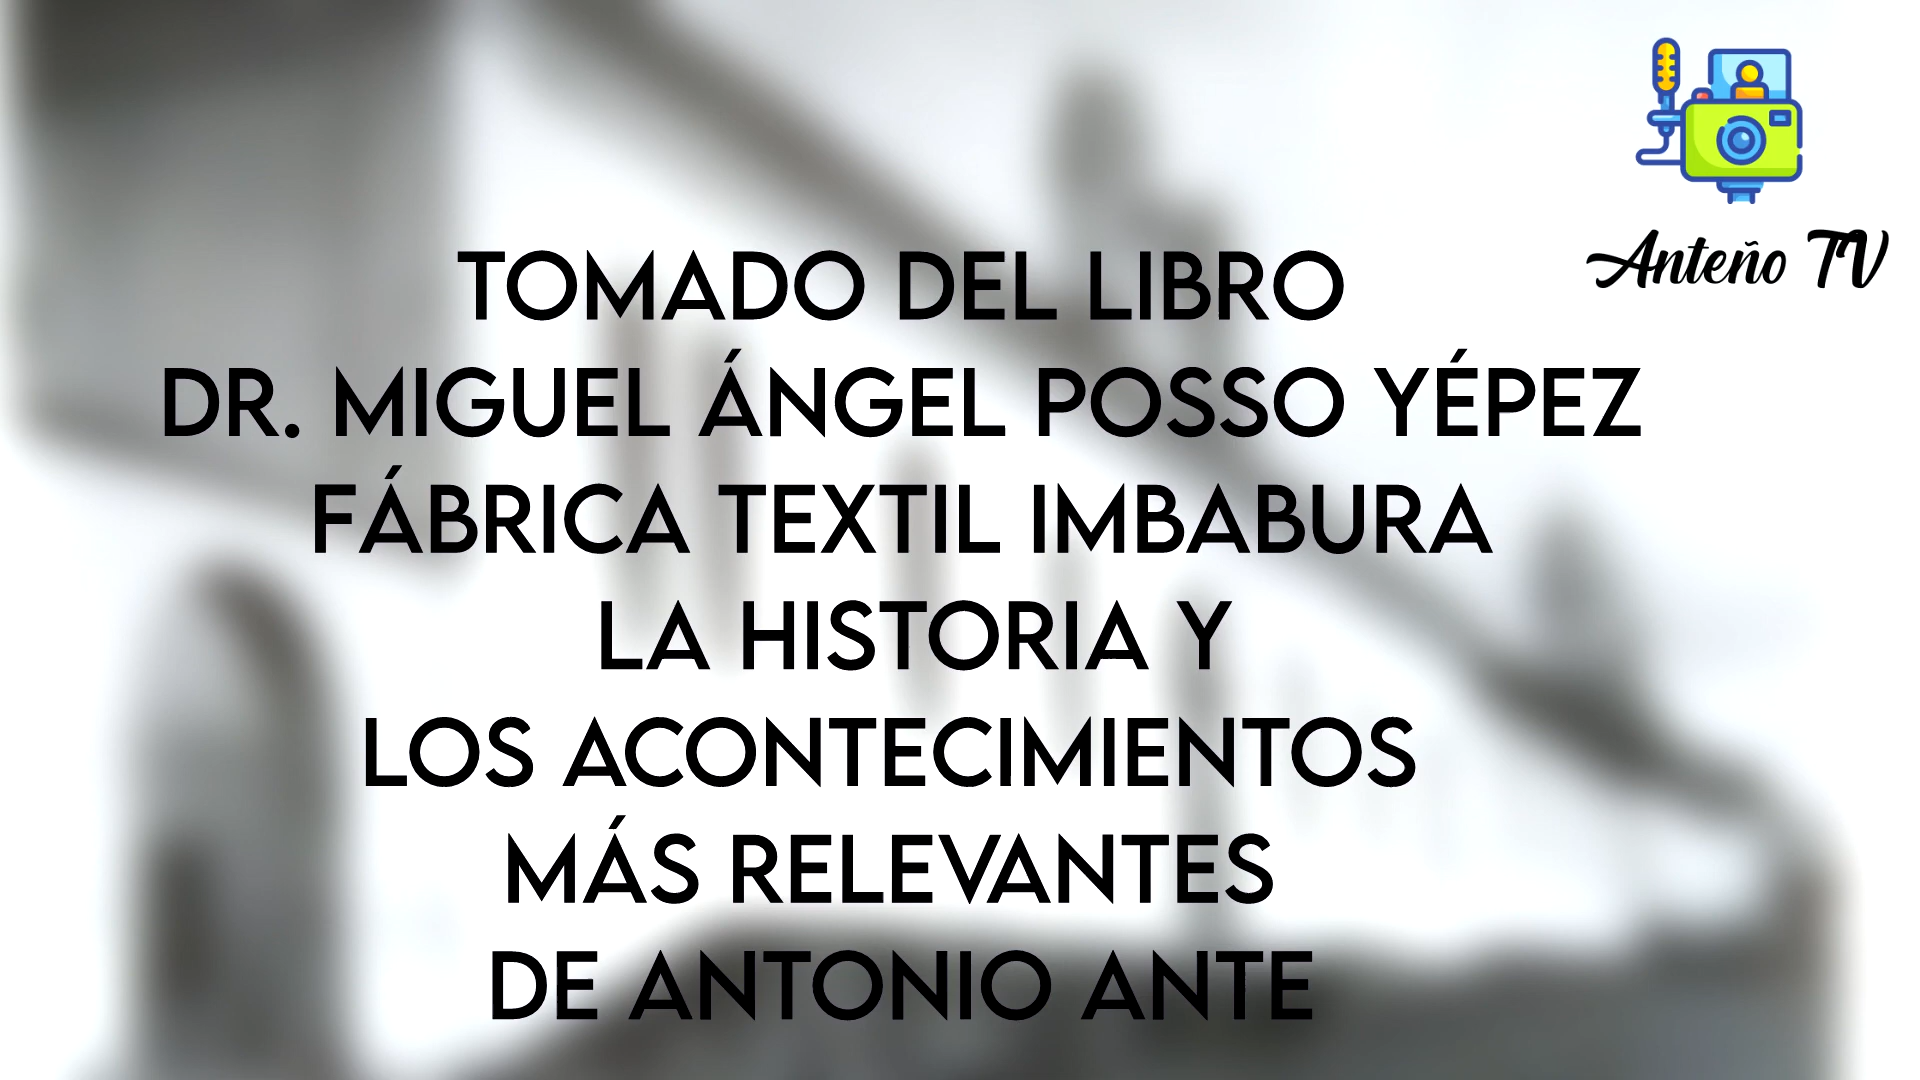 Anteño TV
TOMADO DEL LIBRO
DR. MIGUEL ÁNGEL POSSO YÉPEZ
FÁBRICA TEXTIL IMBABURA
LA HISTORIA Y
LOS ACONTECIMIENTOS
MÁS RELEVANTES
DE ANTONIO ANTE